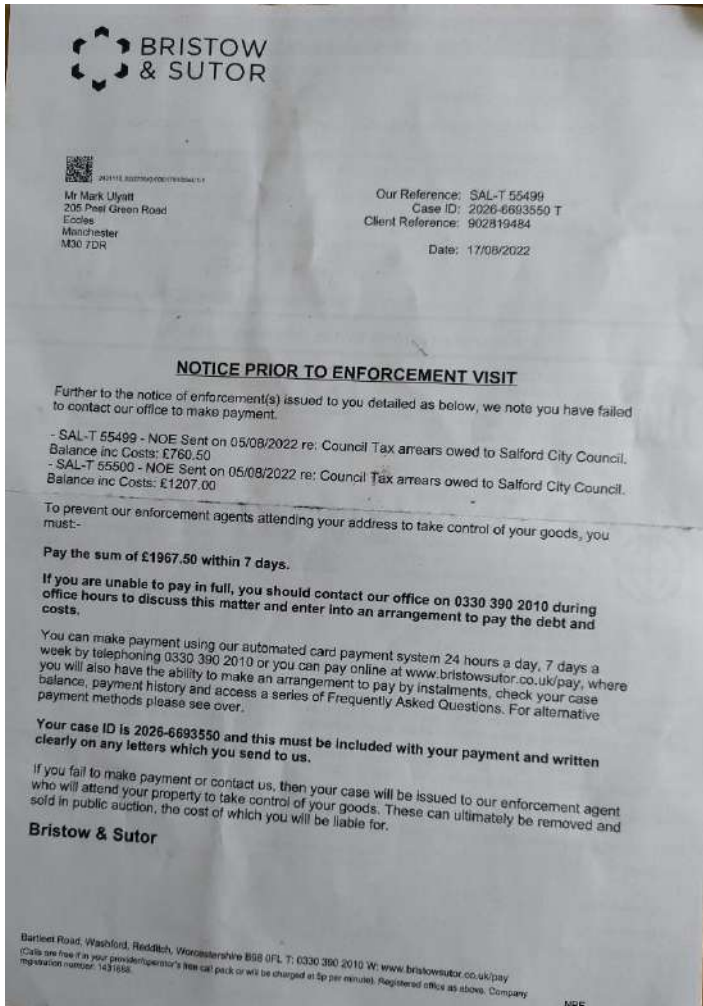 BRISTOW
& SUTOR
Mr Mark Ulyatt
205 Peel Green Road
Eccles
Manchester
M30 7DR
Our Reference: SAL-T 55499
Case ID: 2026-6693550 T
Client Reference: 902819484
Date: 17/08/2022
NOTICE PRIOR TO ENFORCEMENT VISIT
Further to the notice of enforcement(s) issued to you detailed as below, we note you have failed
to contact our office to make payment.
- SAL-T 55499 - NOE Sent on 05/08/2022 re: Council Tax arrears owed to Salford City Council.
Balance inc Costs: £760.50
- SAL-T 55500 - NOE Sent on 05/08/2022 re: Council Tax arrears owed to Salford City Council.
Balance inc Costs: £1207.00
To prevent our enforcement agents attending your address to take control of your goods, you
must:-
Pay the sum of £1967.50 within 7 days.
If you are unable to pay in full, you should contact our office on 0330 390 2010 during
office hours to discuss this matter and enter into an arrangement to pay the debt and
costs.
You can make payment using our automated card payment system 24 hours a day, 7 days a
week by telephoning 0330 390 2010 or you can pay online at www.bristowsutor.co.uk/pay, where
you will also have the ability to make an arrangement to pay by instalments, check your case
balance, payment history and access a series of Frequently Asked Questions. For alternative
payment methods please see over.
Your case ID is 2026-6693550 and this must be included with your payment and written
clearly on any letters which you send to us.
If you fail to make payment or contact us, then your case will be issued to our enforcement agent
who will attend your property to take control of your goods. These can ultimately be removed and
sold in public auction, the cost of which you will be liable for.
Bristow & Sutor
Bartleet Road, Washford, Redditch, Worcestershire B98 0FL T: 0330 390 2010 W: www.bristowsutor.co.uk/pay
(Calls are free if in your provider/operator's free call pack or will be charged at 5p per minute). Registered office as above. Company
registration number: 1431688.